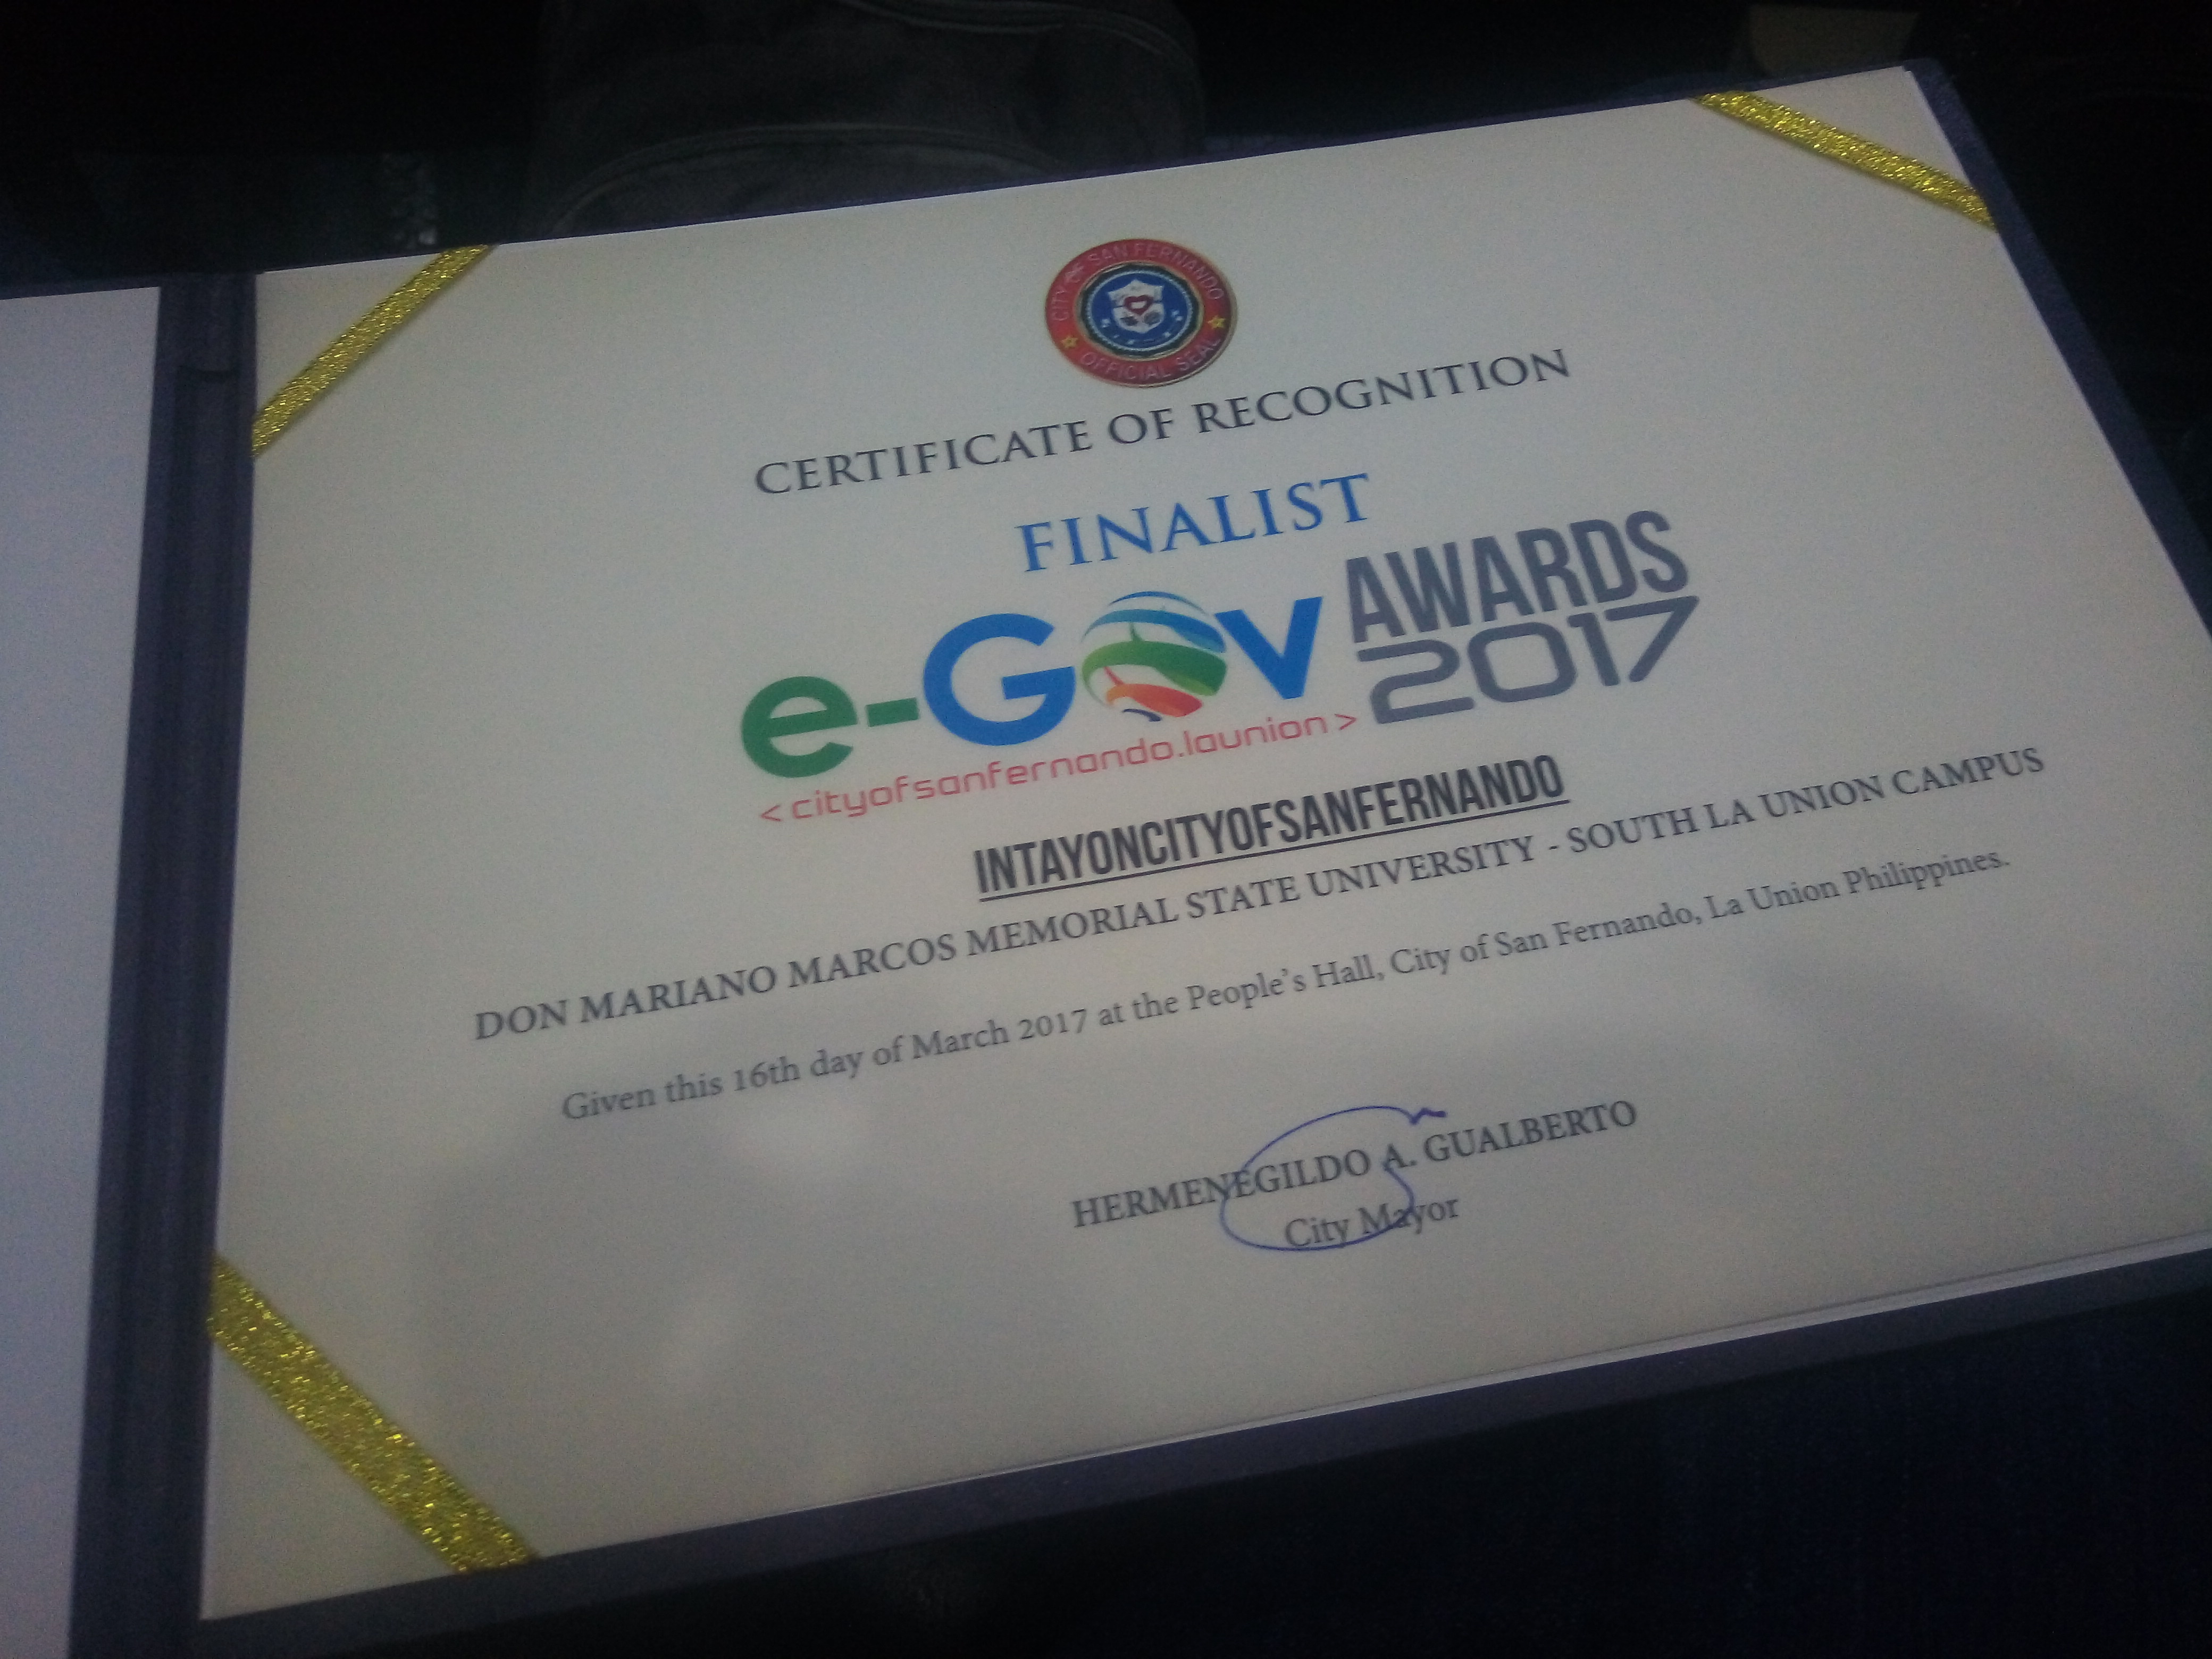 CITY OF SAN FERNANDO
OFFICIAL SEAL
CERTIFICATE OF RECOGNITION
FINALIST
e-GOV AWARDS 2017
<cityofsanfernando.launion>
INTAYONCITYOFSANFERNANDO
DON MARIANO MARCOS MEMORIAL STATE UNIVERSITY - SOUTH LA UNION CAMPUS
Given this 16th day of March 2017 at the People's Hall, City of San Fernando, La Union Philippines.
HERMENEGILDO A. GUALBERTO
City Mayor